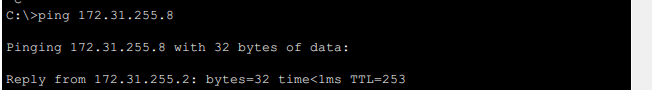 C:\>ping 172.31.255.8
Pinging 172.31.255.8 with 32 bytes of data:
Reply from 172.31.255.2: bytes=32 time<1ms TTL=253